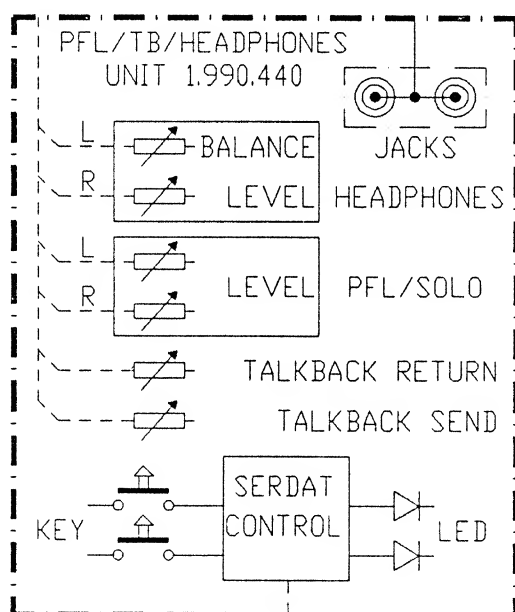 PFL/TB/HEADPHONES
UNIT 1.990.440
JACKS
L
BALANCE
R
LEVEL HEADPHONES
L
R
LEVEL PFL/SOLO
TALKBACK RETURN
TALKBACK SEND
SERDAT
CONTROL
KEY
LED